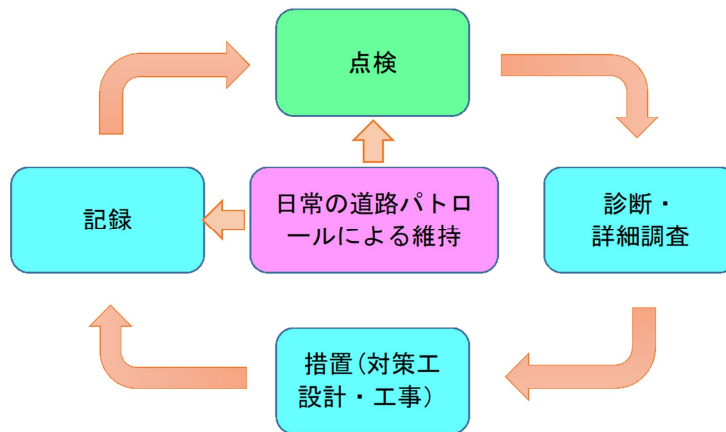 点検
記録
日常の道路パトロ
ールによる維持
診断・
詳細調査
措置(対策工
設計・工事)